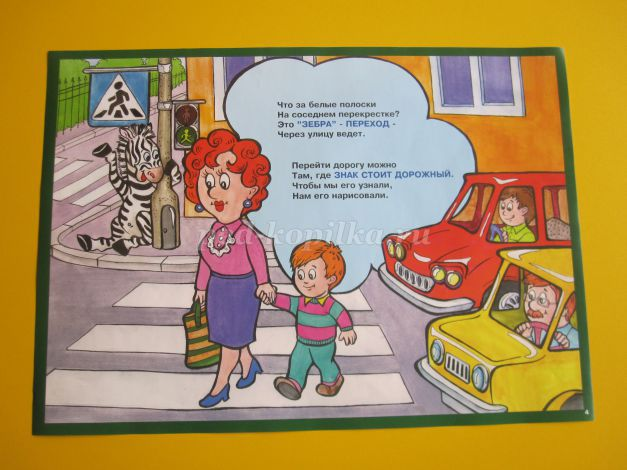 Что за белые полоски
На соседнем перекрестке?
Это "ЗЕБРА" - ПЕРЕХОД -
Через улицу ведет.
Перейти дорогу можно
Там, где ЗНАК СТОИТ ДОРОЖНЫЙ.
Чтобы мы его узнали,
Нам его нарисовали.
4